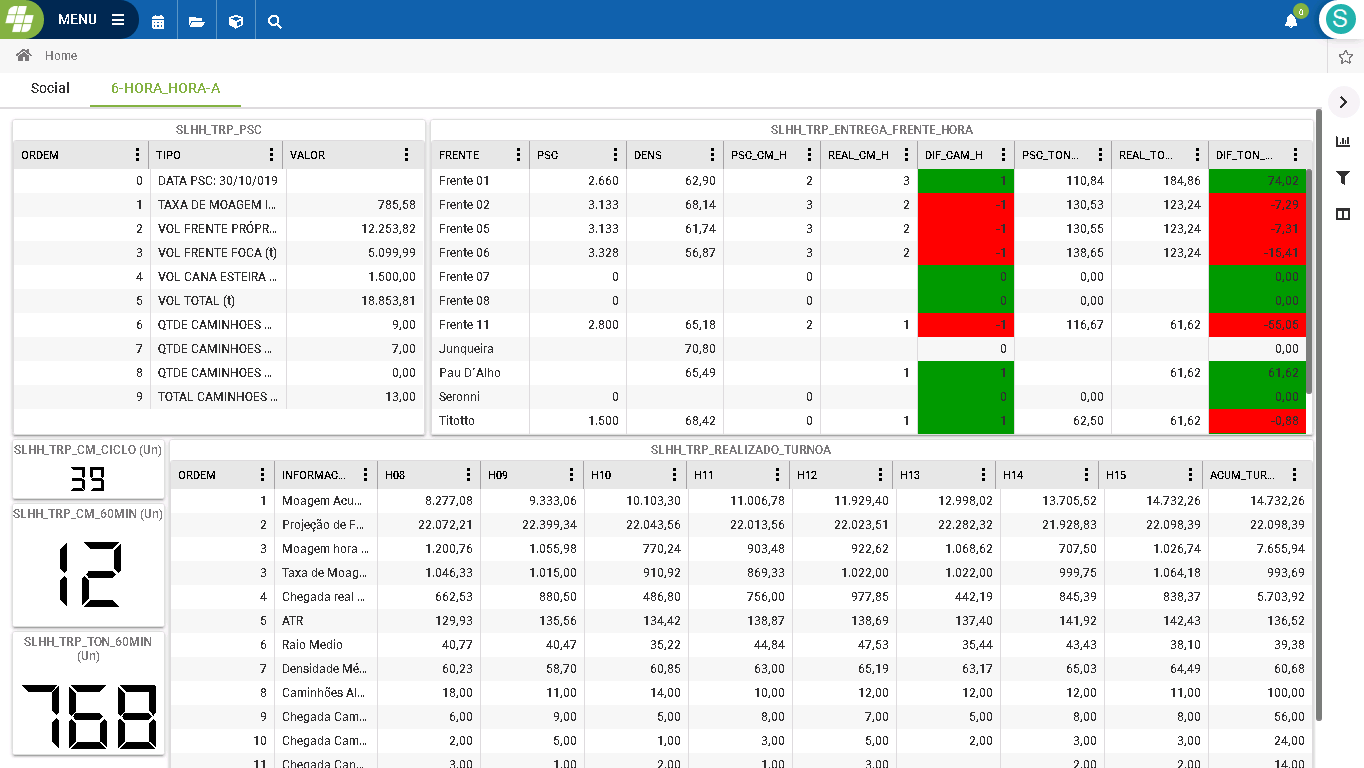 MENU
0
S
Home
Social 6-HORA_HORA-A
SLHH_TRP_PSC
ORDEM TIPO VALOR
0 DATA PSC: 30/10/019
1 TAXA DE MOAGEM I... 785,58
2 VOL FRENTE PRÓPR... 12.253,82
3 VOL FRENTE FOCA (t) 5.099,99
4 VOL CANA ESTEIRA ... 1.500,00
5 VOL TOTAL (t) 18.853,81
6 QTDE CAMINHOES ... 9,00
7 QTDE CAMINHOES ... 7,00
8 QTDE CAMINHOES ... 0,00
9 TOTAL CAMINHOES ... 13,00
SLHH_TRP_ENTREGA_FRENTE_HORA
FRENTE PSC DENS PSC_CM_H REAL_CM_H DIF_CAM_H PSC_TON... REAL_TO... DIF_TON_...
Frente 01 2.660 62,90 2 3 1 110,84 184,86 74,02
Frente 02 3.133 68,14 3 2 -1 130,53 123,24 -7,29
Frente 05 3.133 61,74 3 2 -1 130,55 123,24 -7,31
Frente 06 3.328 56,87 3 2 -1 138,65 123,24 -15,41
Frente 07 0 0 0 0,00 0,00
Frente 08 0 0 0 0,00 0,00
Frente 11 2.800 65,18 2 1 -1 116,67 61,62 -55,05
Junqueira 70,80 0 0,00
Pau D´Alho 65,49 1 1 61,62 61,62
Seronni 0 0 0 0,00 0,00
Titotto 1.500 68,42 0 1 1 62,50 61,62 -0,88
SLHH_TRP_CM_CICLO (Un)
39
SLHH_TRP_CM_60MIN (Un)
12
SLHH_TRP_TON_60MIN
(Un)
768
SLHH_TRP_REALIZADO_TURNOA
ORDEM INFORMAC... H08 H09 H10 H11 H12 H13 H14 H15 ACUM_TUR...
1 Moagem Acu... 8.277,08 9.333,06 10.103,30 11.006,78 11.929,40 12.998,02 13.705,52 14.732,26 14.732,26
2 Projeção de F... 22.072,21 22.399,34 22.043,56 22.013,56 22.023,51 22.282,32 21.928,83 22.098,39 22.098,39
3 Moagem hora ... 1.200,76 1.055,98 770,24 903,48 922,62 1.068,62 707,50 1.026,74 7.655,94
3 Taxa de Moag... 1.046,33 1.015,00 910,92 869,33 1.022,00 1.022,00 999,75 1.064,18 993,69
4 Chegada real ... 662,53 880,50 486,80 756,00 977,85 442,19 845,39 838,37 5.703,92
5 ATR 129,93 135,56 134,42 138,87 138,69 137,40 141,92 142,43 136,52
6 Raio Medio 40,77 40,47 35,22 44,84 47,53 35,44 43,43 38,10 39,38
7 Densidade Mé... 60,23 58,70 60,85 63,00 65,19 63,17 65,03 64,49 60,68
8 Caminhões Al... 18,00 11,00 14,00 10,00 12,00 12,00 12,00 11,00 100,00
9 Chegada Cam... 6,00 9,00 5,00 8,00 7,00 5,00 8,00 8,00 56,00
10 Chegada Cam... 2,00 5,00 1,00 3,00 5,00 2,00 3,00 3,00 24,00
11 Chegada Can... 3,00 1,00 2,00 1,00 3,00 2,00 2,00 14,00